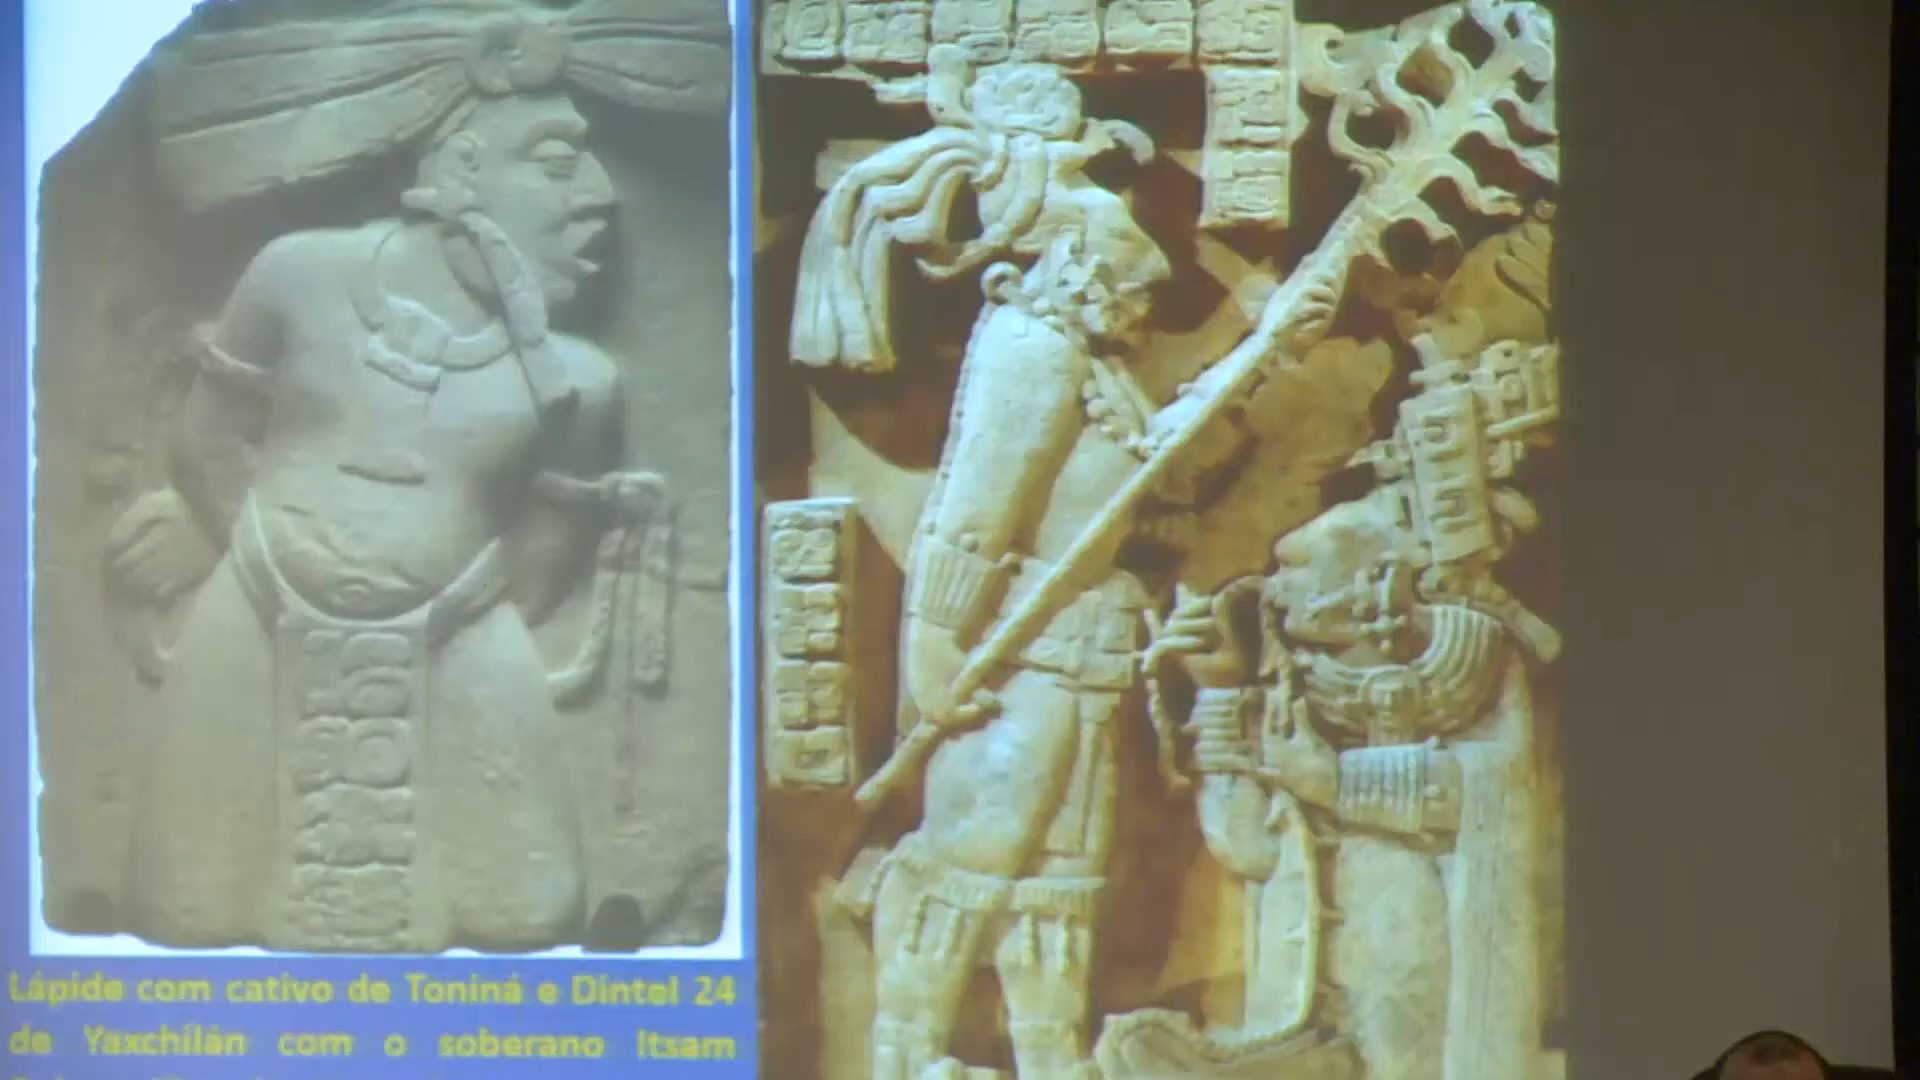 Lápide com cativo de Toniná e Dintel 24
de Yaxchilán com o soberano Itsam